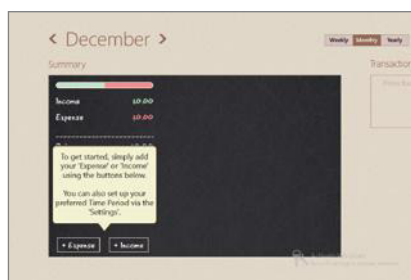 < December >
Weekly Monthly Yearly
Summary
Transaction
Income $0.00
Expense $0.00
To get started, simply add
your 'Expense' or 'Income'
using the buttons below.
You can also set up your
preferred Time Period via the
'Settings'.
+ Expense + Income